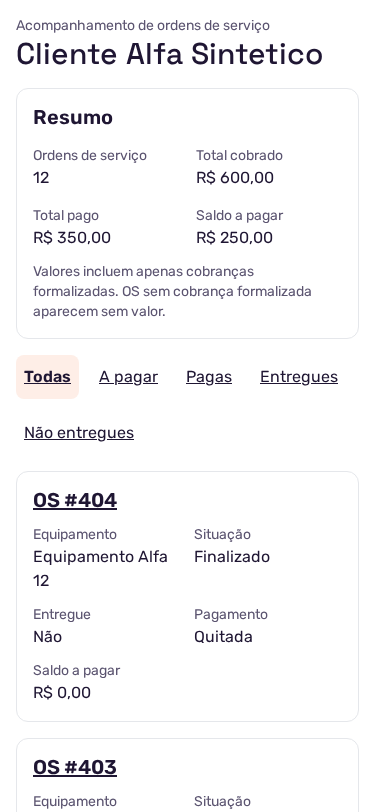 Acompanhamento de ordens de serviço
Cliente Alfa Sintetico
Resumo
Ordens de serviço
12
Total cobrado
R$ 600,00
Total pago
R$ 350,00
Saldo a pagar
R$ 250,00
Valores incluem apenas cobranças
formalizadas. OS sem cobrança formalizada
aparecem sem valor.
Todas A pagar Pagas Entregues
Não entregues
OS #404
Equipamento
Equipamento Alfa
12
Situação
Finalizado
Entregue
Não
Pagamento
Quitada
Saldo a pagar
R$ 0,00
OS #403
Equipamento
Situação